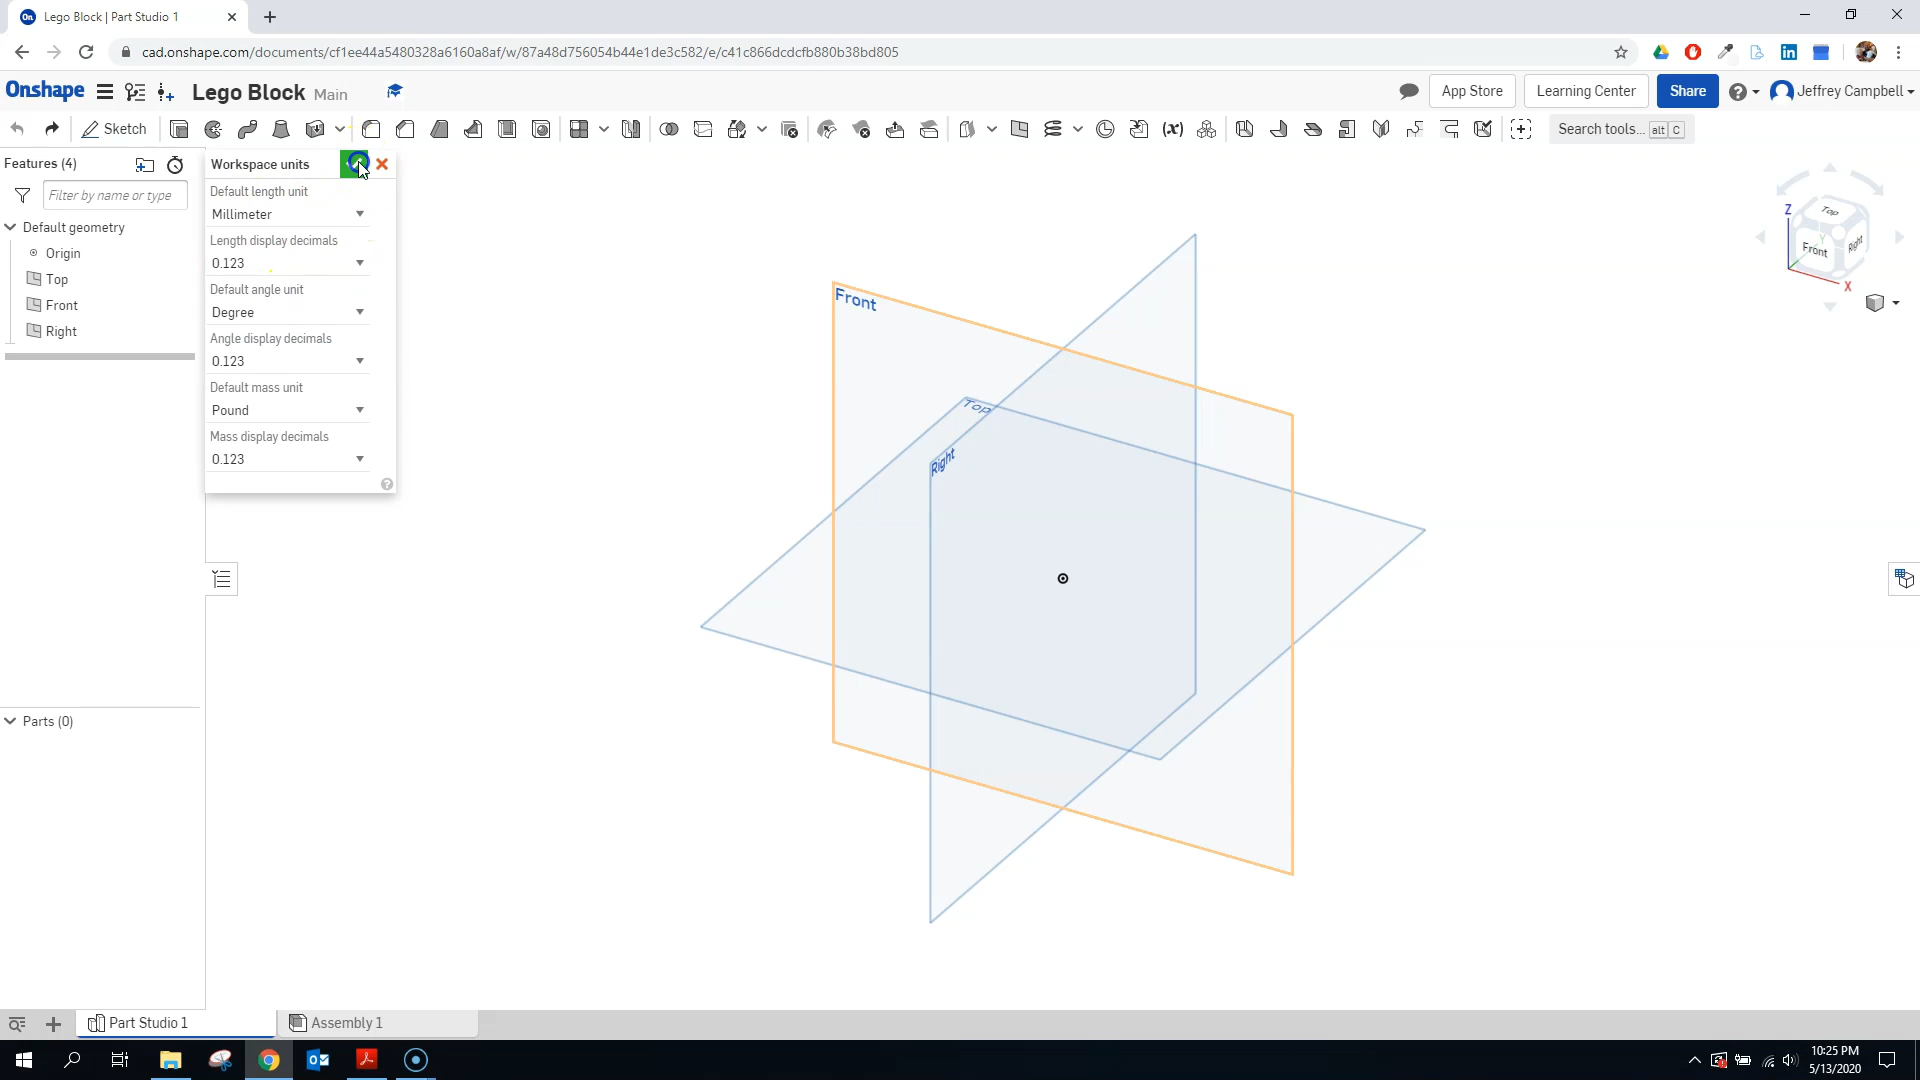 Lego Block | Part Studio 1
cad.onshape.com/documents/cf1ee44a5480328a6160a8af/w/87a48d756054b44e1de3c582/e/c41c866dcdcfb880b38bd805
Onshape
Lego Block Main
App Store
Learning Center
Share
Jeffrey Campbell
Sketch
Search tools... alt C
Features (4)
Filter by name or type
Default geometry
Origin
Top
Front
Right
Parts (0)
Workspace units
Default length unit
Millimeter
Length display decimals
0.123
Default angle unit
Degree
Angle display decimals
0.123
Default mass unit
Pound
Mass display decimals
0.123
Front
Top
Right
Z
Top
Y
Front
Right
X
Part Studio 1
Assembly 1
10:25 PM
5/13/2020